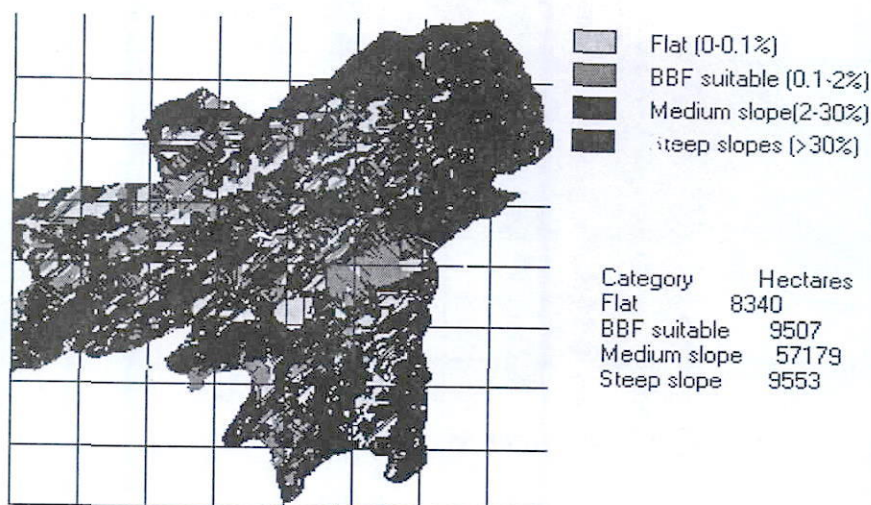 Flat (0-0.1%)
BBF suitable (0.1-2%)
Medium slope(2-30%)
Steep slopes (>30%)
Category Hectares
Flat 8340
BBF suitable 9507
Medium slope 57179
Steep slope 9553